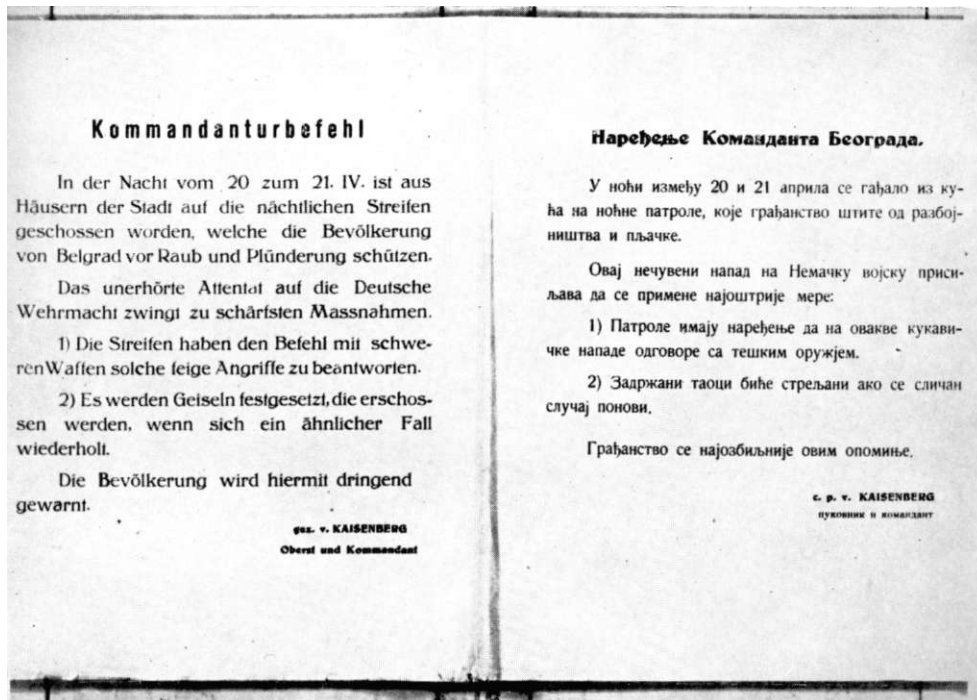 Kommandanturbefehl
In der Nacht vom 20 zum 21. IV. ist aus
Häusern der Stadt auf die nächtlichen Streifen
geschossen worden, welche die Bevölkerung
von Belgrad vor Raub und Plünderung schützen.
Das unerhörte Attentat auf die Deutsche
Wehrmacht zwingt zu schärfsten Massnahmen.
1) Die Streifen haben den Befehl mit schwe-
ren Waffen solche feige Angriffe zu beantworten.
2) Es werden Geiseln festgesetzt, die erschos-
sen werden, wenn sich ein ähnlicher Fall
wiederholt.
Die Bevölkerung wird hiermit dringend
gewarnt.
gez. v. KAISENBERG
Oberst und Kommandant
Наређење Команданта Београда.
У ноћи између 20 и 21 априла се гађало из ку-
ћа на ноћне патроле, које грађанство штите од разбој-
ништва и пљачке.
Овај нечувени напад на Немачку војску приси-
љава да се примене најоштрије мере:
1) Патроле имају наређење да на овакве кукави-
чке нападе одговоре са тешким оружјем.
2) Задржани таоци биће стрељани ако се сличан
случај понови.
Грађанство се најозбиљније овим опомиње.
с. р. v. KAISENBERG
пуковник и командант